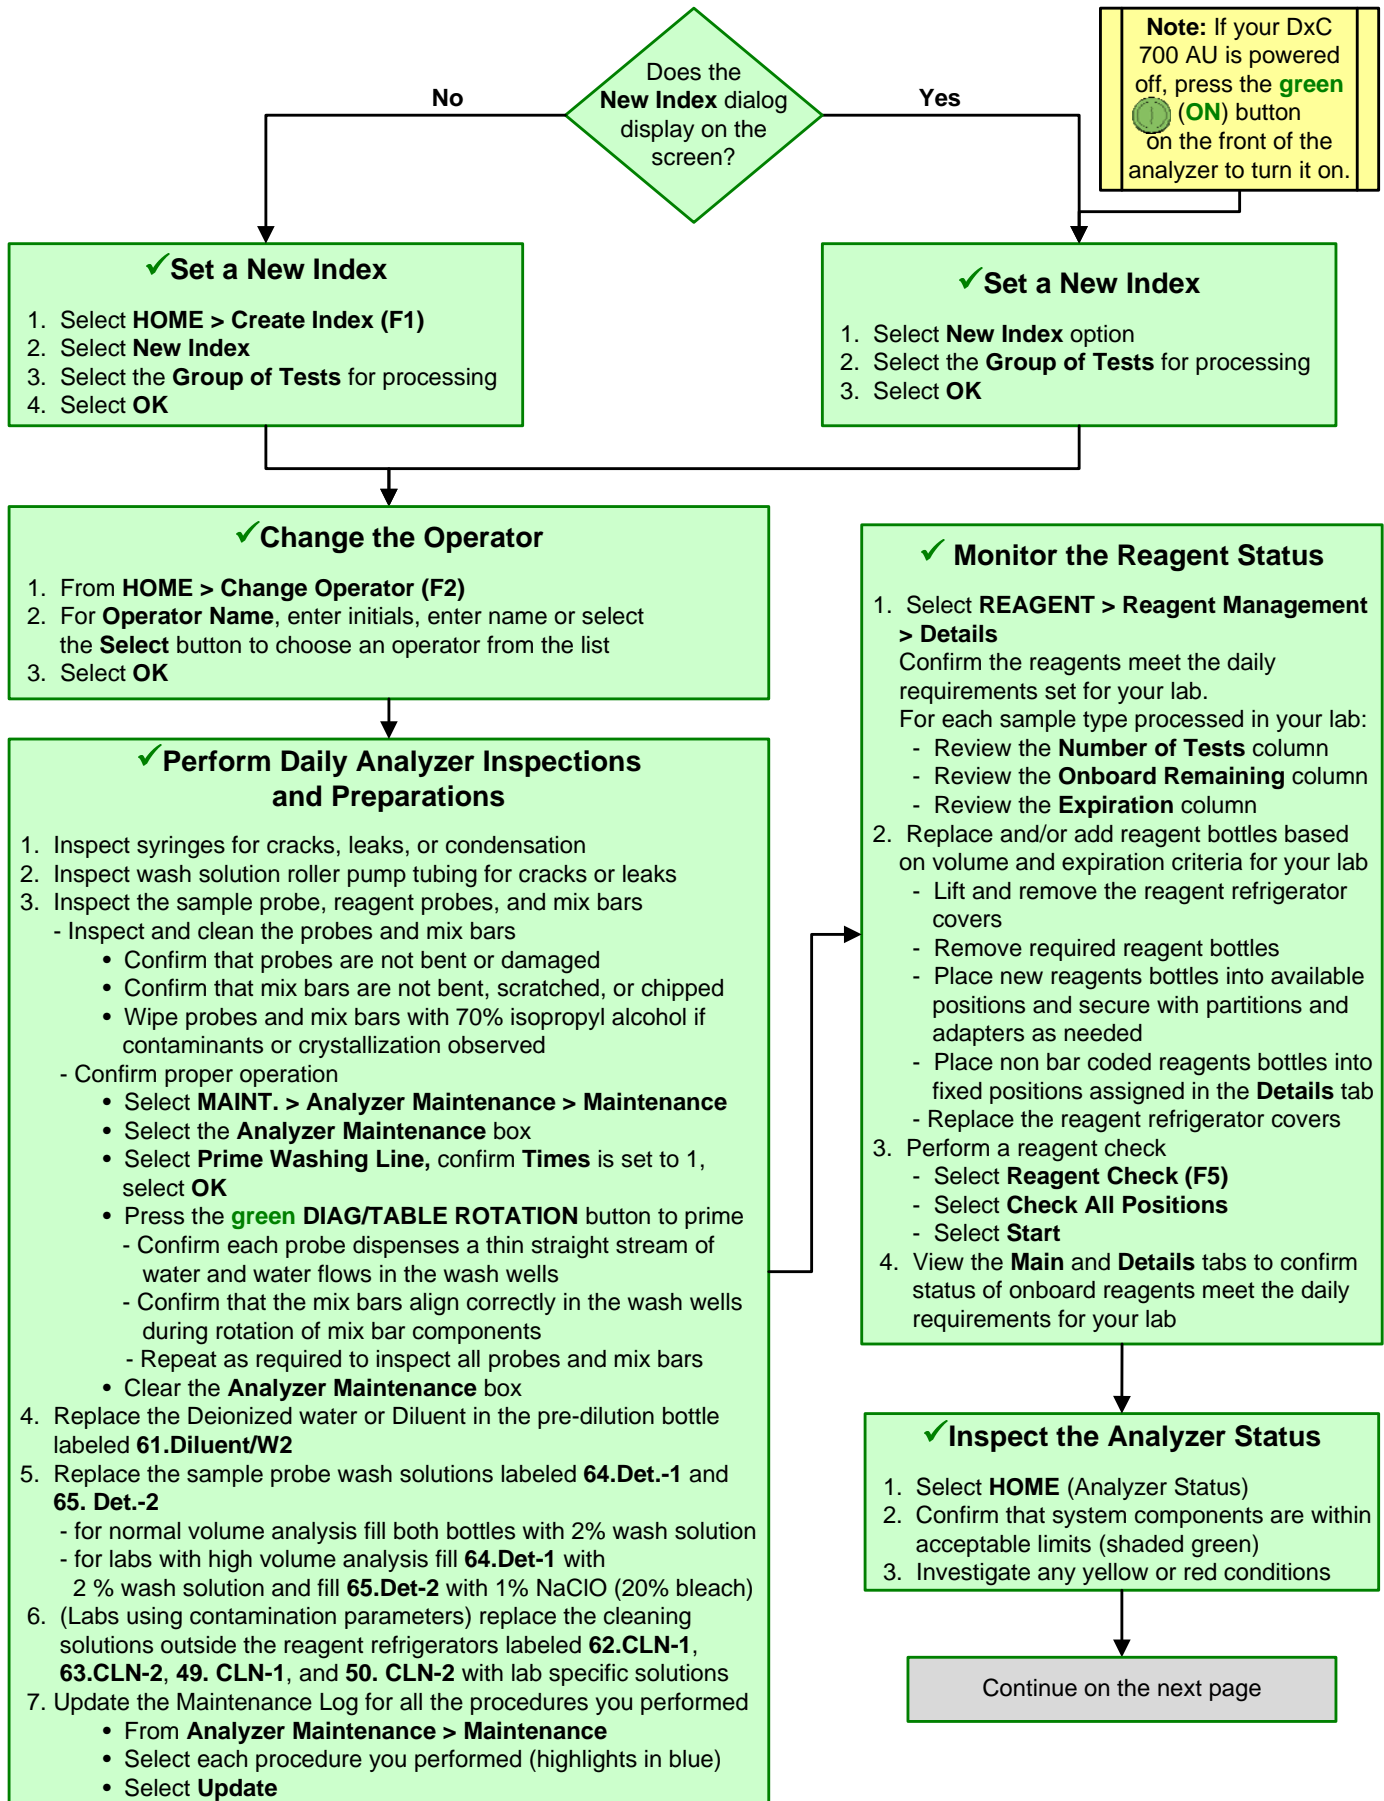 Does the
New Index dialog
display on the
screen?
No
Yes
Note: If your DxC
700 AU is powered
off, press the green
(ON) button
on the front of the
analyzer to turn it on.
✓Set a New Index
1. Select HOME > Create Index (F1)
2. Select New Index
3. Select the Group of Tests for processing
4. Select OK
✓Set a New Index
1. Select New Index option
2. Select the Group of Tests for processing
3. Select OK
✓Change the Operator
1. From HOME > Change Operator (F2)
2. For Operator Name, enter initials, enter name or select
the Select button to choose an operator from the list
3. Select OK
✓Perform Daily Analyzer Inspections
and Preparations
1. Inspect syringes for cracks, leaks, or condensation
2. Inspect wash solution roller pump tubing for cracks or leaks
3. Inspect the sample probe, reagent probes, and mix bars
- Inspect and clean the probes and mix bars
• Confirm that probes are not bent or damaged
• Confirm that mix bars are not bent, scratched, or chipped
• Wipe probes and mix bars with 70% isopropyl alcohol if
contaminants or crystallization observed
- Confirm proper operation
• Select MAINT. > Analyzer Maintenance > Maintenance
• Select the Analyzer Maintenance box
• Select Prime Washing Line, confirm Times is set to 1,
select OK
• Press the green DIAG/TABLE ROTATION button to prime
- Confirm each probe dispenses a thin straight stream of
water and water flows in the wash wells
- Confirm that the mix bars align correctly in the wash wells
during rotation of mix bar components
- Repeat as required to inspect all probes and mix bars
• Clear the Analyzer Maintenance box
4. Replace the Deionized water or Diluent in the pre-dilution bottle
labeled 61.Diluent/W2
5. Replace the sample probe wash solutions labeled 64.Det.-1 and
65. Det.-2
- for normal volume analysis fill both bottles with 2% wash solution
- for labs with high volume analysis fill 64.Det-1 with
2 % wash solution and fill 65.Det-2 with 1% NaClO (20% bleach)
6. (Labs using contamination parameters) replace the cleaning
solutions outside the reagent refrigerators labeled 62.CLN-1,
63.CLN-2, 49. CLN-1, and 50. CLN-2 with lab specific solutions
7. Update the Maintenance Log for all the procedures you performed
• From Analyzer Maintenance > Maintenance
• Select each procedure you performed (highlights in blue)
• Select Update
✓ Monitor the Reagent Status
1. Select REAGENT > Reagent Management
> Details
Confirm the reagents meet the daily
requirements set for your lab.
For each sample type processed in your lab:
- Review the Number of Tests column
- Review the Onboard Remaining column
- Review the Expiration column
2. Replace and/or add reagent bottles based
on volume and expiration criteria for your lab
- Lift and remove the reagent refrigerator
covers
- Remove required reagent bottles
- Place new reagents bottles into available
positions and secure with partitions and
adapters as needed
- Place non bar coded reagents bottles into
fixed positions assigned in the Details tab
- Replace the reagent refrigerator covers
3. Perform a reagent check
- Select Reagent Check (F5)
- Select Check All Positions
- Select Start
4. View the Main and Details tabs to confirm
status of onboard reagents meet the daily
requirements for your lab
✓Inspect the Analyzer Status
1. Select HOME (Analyzer Status)
2. Confirm that system components are within
acceptable limits (shaded green)
3. Investigate any yellow or red conditions
Continue on the next page